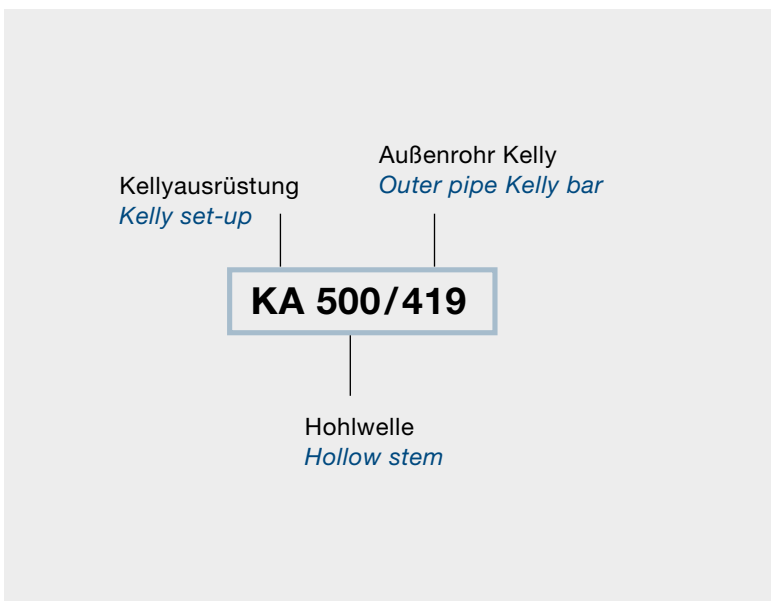 Außenrohr Kelly
Outer pipe Kelly bar
Kellyausrüstung
Kelly set-up
KA 500/419
Hohlwelle
Hollow stem